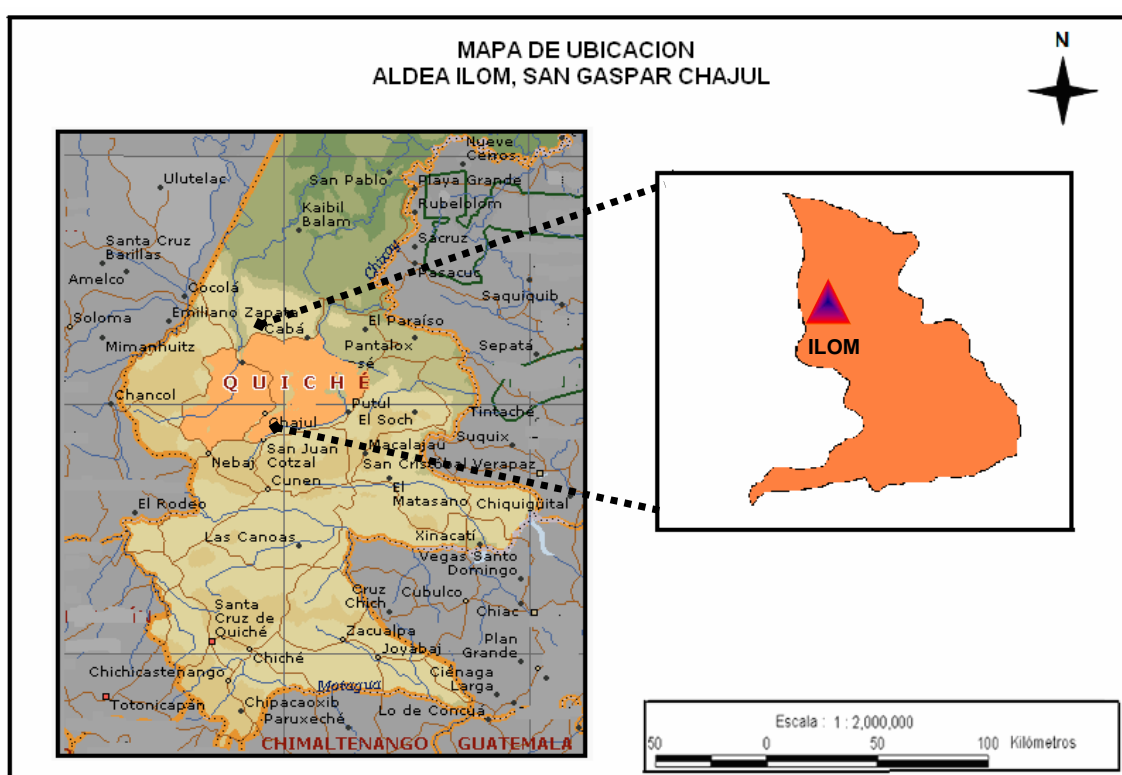 MAPA DE UBICACION
ALDEA ILOM, SAN GASPAR CHAJUL
N
Nueve
Cerros
Ulutelac
San Pablo
Playa Grande
Kaibil
Balam
Rubelolom
Santa Cruz
Barillas
Sacruz
Chixoy
Amelco
Pasacuc
Cocolá
Saquiquib
Emiliano Zapata
Soloma
Cabá
El Paraíso
Mimanhuitz
Pantalox
Sepatá
sé
QUICHÉ
Chancol
Putul
Chajul
El Soch
Tintaché
Suquix
San Juan
Cotzal
Macalajau
Nebaj
San Cristóbal Verapaz
Cunen
El
Matasano
Chiquigüital
El Rodeo
Las Canoas
Xinacatí
Vegas Santo
Domingo
Cruz
Chich
Cubulco
Chiac
Santa
Cruz de
Quiché
Zacualpa
Plan
Grande
Joyabaj
Chiché
Chichicastenango
Ciénaga
Larga
Motagua
Totonicapán
Chipacaoxib
Lo de Concuá
Paruxeché
CHIMALTENANGO
GUATEMALA
ILOM
Escala : 1 : 2,000,000
50 0 50 100 Kilómetros